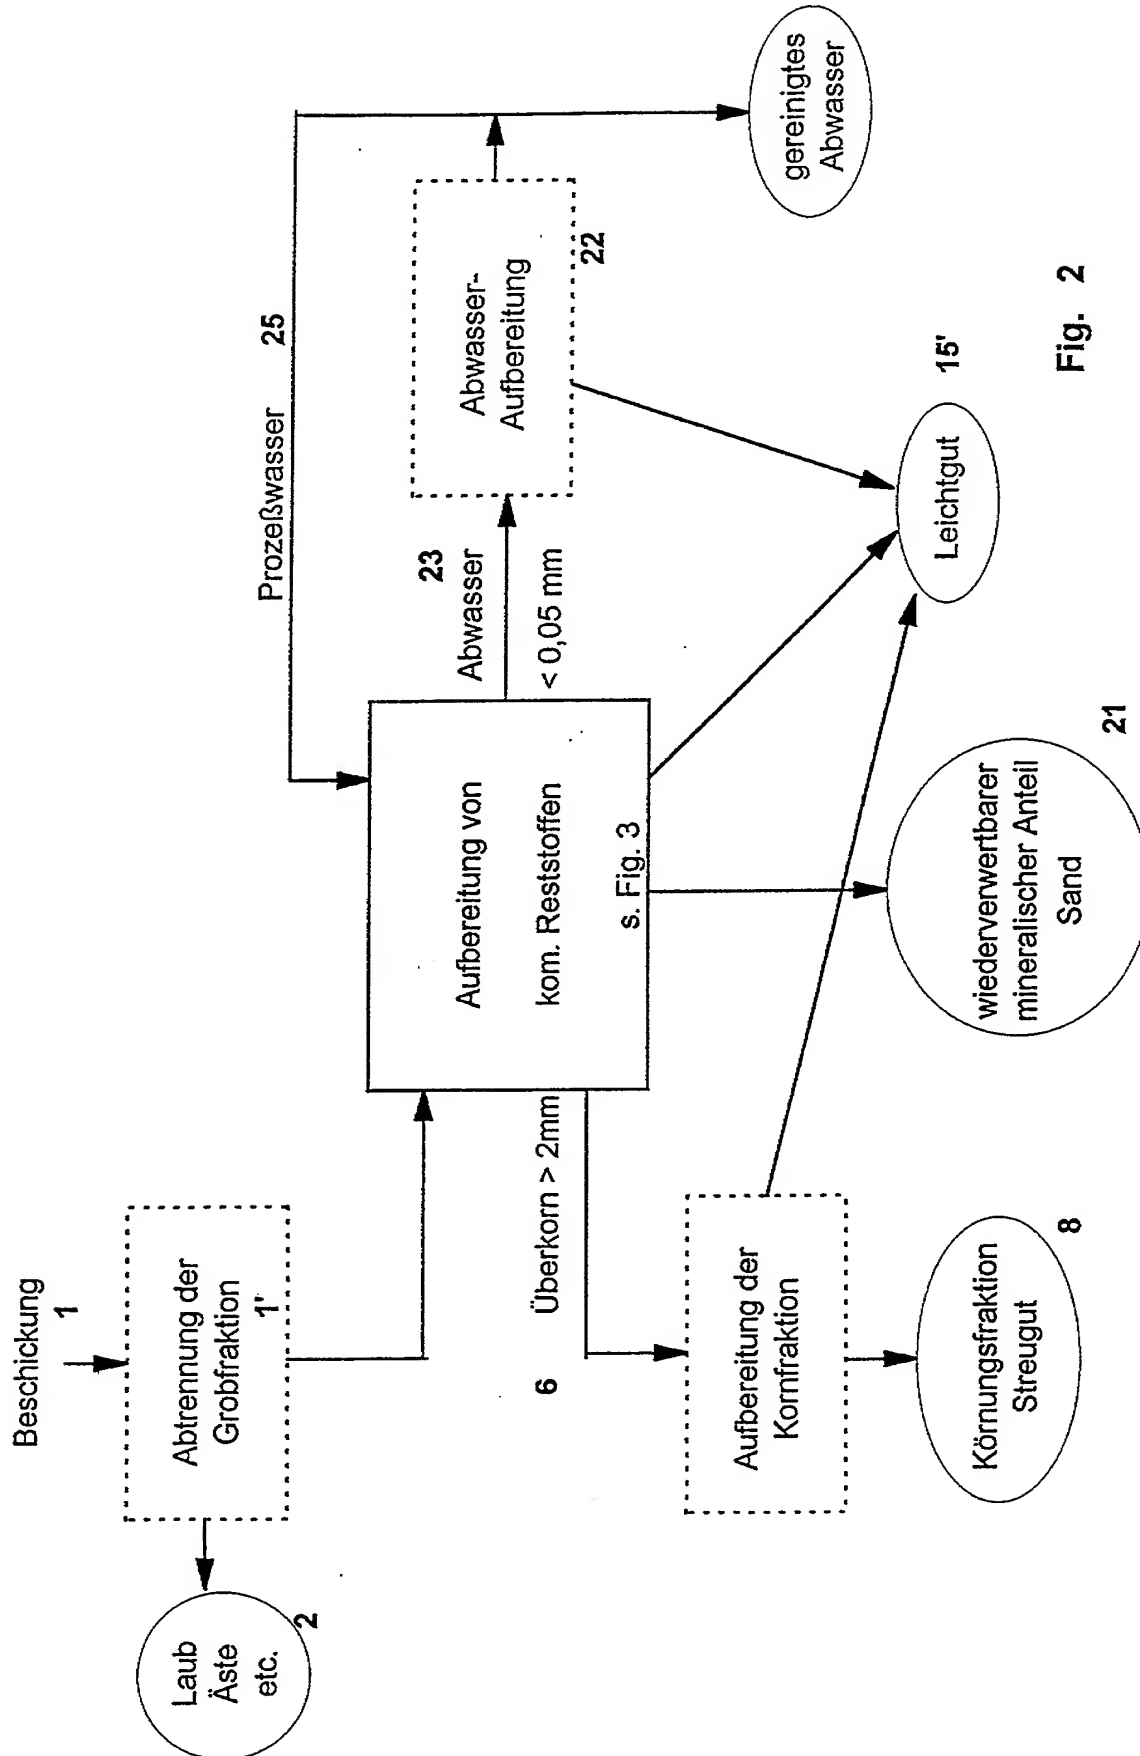 Beschickung
1
Abtrennung der
Grobfraktion
1'
Laub
Äste
etc.
2
Prozeßwasser
25
Aufbereitung von
kom. Reststoffen
s. Fig. 3
23
Abwasser
< 0,05 mm
Abwasser-
Aufbereitung
22
gereinigtes
Abwasser
6
Überkorn > 2mm
Aufbereitung der
Kornfraktion
Körnungsfraktion
Streugut
8
wiederverwertbarer
mineralischer Anteil
Sand
21
Leichtgut
15'
Fig. 2